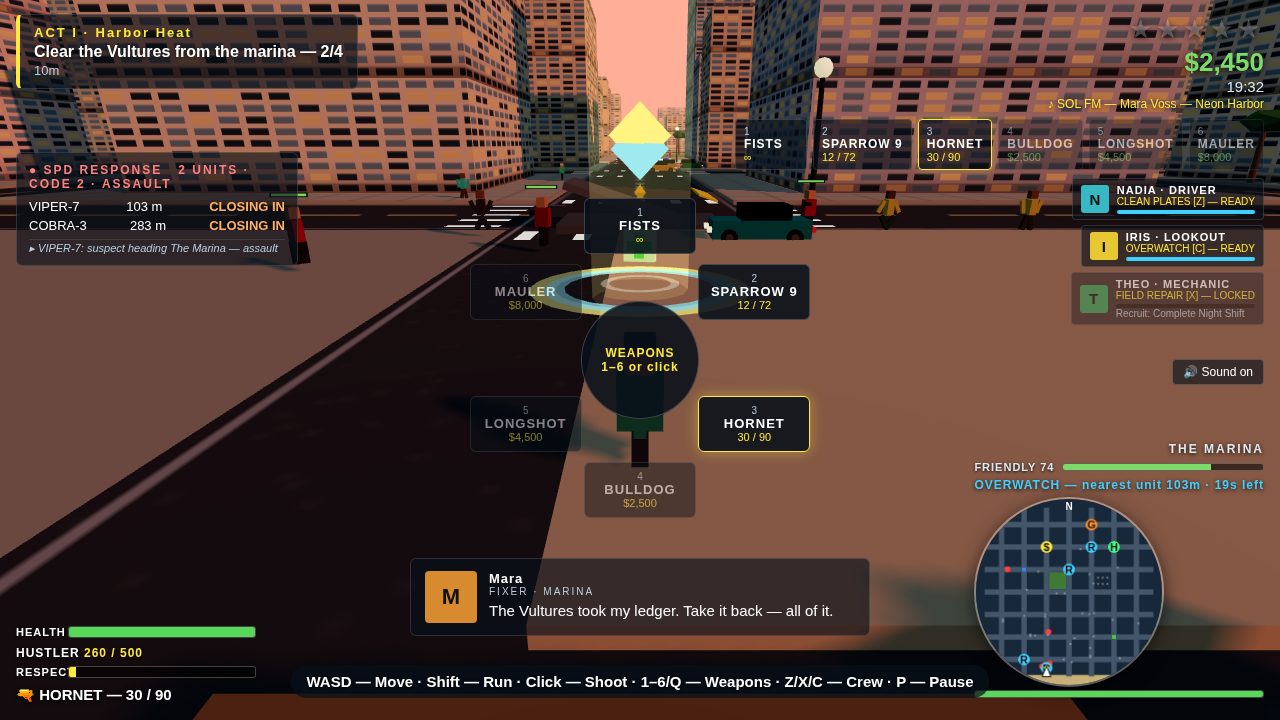 ACT I · Harbor Heat
Clear the Vultures from the marina — 2/4
10m
★★★★★
$2,450
19:32
♪ SOL FM — Mara Voss — Neon Harbor
● SPD RESPONSE 2 UNITS · CODE 2 · ASSAULT
VIPER-7 103 m CLOSING IN
COBRA-3 283 m CLOSING IN
▸ VIPER-7: suspect heading The Marina — assault
1
FISTS
∞
2
SPARROW 9
12 / 72
3
HORNET
30 / 90
4
BULLDOG
$2,500
5
LONGSHOT
$4,500
6
MAULER
$8,000
N
NADIA · DRIVER
CLEAN PLATES [Z] — READY
I
IRIS · LOOKOUT
OVERWATCH [C] — READY
T
THEO · MECHANIC
FIELD REPAIR [X] — LOCKED
Recruit: Complete Night Shift
1
FISTS
∞
6
MAULER
$8,000
2
SPARROW 9
12 / 72
WEAPONS
1–6 or click
5
LONGSHOT
$4,500
3
HORNET
30 / 90
4
BULLDOG
$2,500
🔊 Sound on
THE MARINA
FRIENDLY 74
OVERWATCH — nearest unit 103m · 19s left
N
G
S
R
H
R
R
M
Mara
FIXER · MARINA
The Vultures took my ledger. Take it back — all of it.
HEALTH
HUSTLER 260 / 500
RESPECT
🔫 HORNET — 30 / 90
WASD — Move · Shift — Run · Click — Shoot · 1–6/Q — Weapons · Z/X/C — Crew · P — Pause